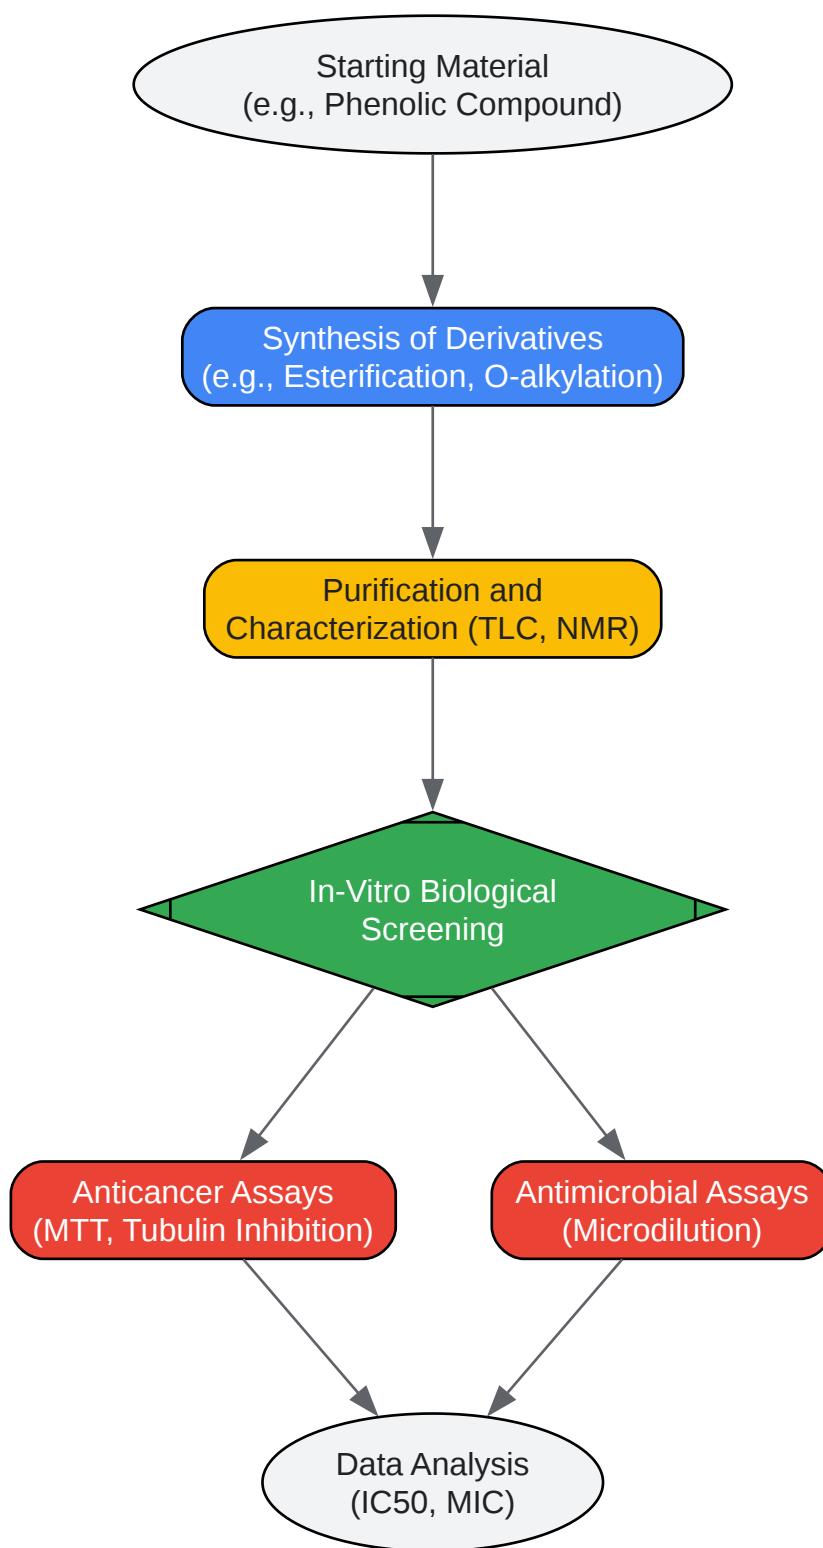 Starting Material
(e.g., Phenolic Compound)
Synthesis of Derivatives
(e.g., Esterification, O-alkylation)
Purification and
Characterization (TLC, NMR)
In-Vitro Biological
Screening
Anticancer Assays
(MTT, Tubulin Inhibition)
Antimicrobial Assays
(Microdilution)
Data Analysis
(IC50, MIC)